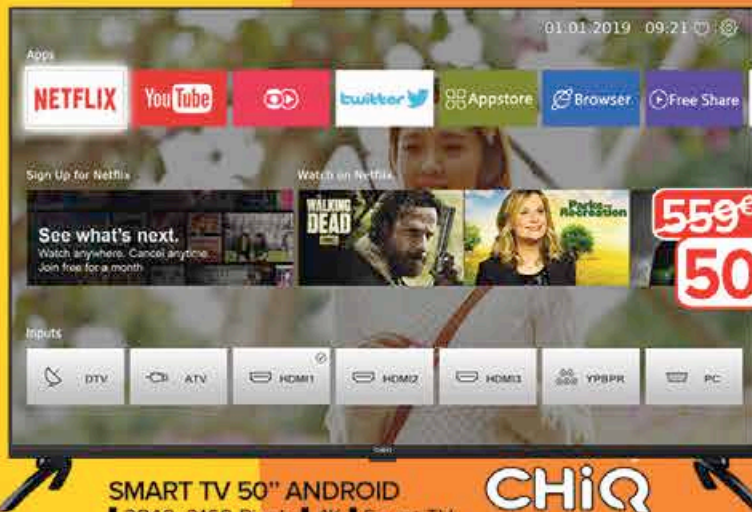 01.01.2019 09:21
Apps
NETFLIX YouTube twitter Appstore Browser Free Share
Sign Up for Netflix Watch on Netflix
See what's next.
Watch anywhere. Cancel anytime.
Join free for a month
WALKING
DEAD
Parks and
Recreation
559€
50
Inputs
DTV ATV HDMI1 HDMI2 HDMI3 YPBPR PC
CHiQ
SMART TV 50" ANDROID